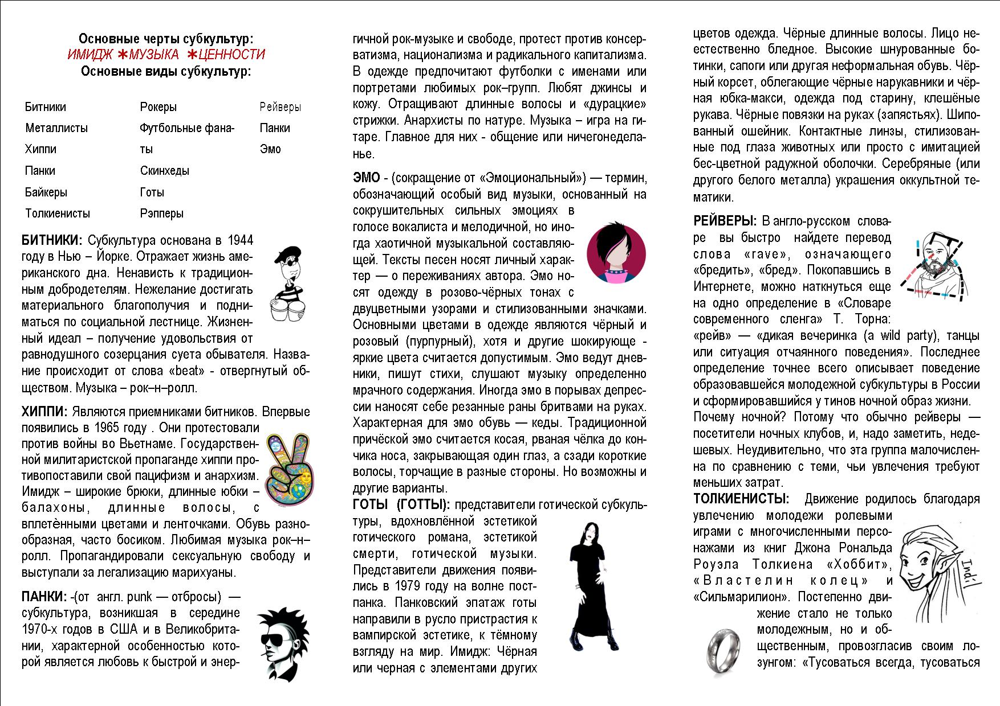 Основные черты субкультур:
ИМИДЖ ∗МУЗЫКА ∗ЦЕННОСТИ
Основные виды субкультур:
Битники
Металлисты
Хиппи
Панки
Байкеры
Толкиенисты
Рокеры
Футбольные фана-
ты
Скинхеды
Готы
Рэпперы
Рейверы
Панки
Эмо
БИТНИКИ: Субкультура основана в 1944
году в Нью – Йорке. Отражает жизнь аме-
риканского дна. Ненависть к традицион-
ным добродетелям. Нежелание достигать
материального благополучия и подни-
маться по социальной лестнице. Жизнен-
ный идеал – получение удовольствия от
равнодушного созерцания суета обывателя. Назва-
ние происходит от слова «beat» - отвергнутый об-
ществом. Музыка – рок–н–ролл.
ХИППИ: Являются приемниками битников. Впервые
появились в 1965 году . Они протестовали
против войны во Вьетнаме. Государствен-
ной милитаристской пропаганде хиппи про-
тивопоставили свой пацифизм и анархизм.
Имидж – широкие брюки, длинные юбки –
балахоны, длинные волосы, с
вплетѐнными цветами и ленточками. Обувь разно-
образная, часто босиком. Любимая музыка рок–н–
ролл. Пропагандировали сексуальную свободу и
выступали за легализацию марихуаны.
ПАНКИ: -(от англ. punk — отбросы) —
субкультура, возникшая в середине
1970-х годов в США и в Великобрита-
нии, характерной особенностью кото-
рой является любовь к быстрой и энер-
гичной рок-музыке и свободе, протест против консер-
ватизма, национализма и радикального капитализма.
В одежде предпочитают футболки с именами или
портретами любимых рок–групп. Любят джинсы и
кожу. Отращивают длинные волосы и «дурацкие»
стрижки. Анархисты по натуре. Музыка – игра на ги-
таре. Главное для них - общение или ничегонедела-
нье.
ЭМО - (сокращение от «Эмоциональный») — термин,
обозначающий особый вид музыки, основанный на
сокрушительных сильных эмоциях в
голосе вокалиста и мелодичной, но ино-
гда хаотичной музыкальной составляю-
щей. Тексты песен носят личный харак-
тер — о переживаниях автора. Эмо но-
сят одежду в розово-чёрных тонах с
двуцветными узорами и стилизованными значками.
Основными цветами в одежде являются чёрный и
розовый (пурпурный), хотя и другие шокирующе -
яркие цвета считается допустимым. Эмо ведут днев-
ники, пишут стихи, слушают музыку определенно
мрачного содержания. Иногда эмо в порывах депрес-
сии наносят себе резанные раны бритвами на руках.
Характерная для эмо обувь — кеды. Традиционной
причёской эмо считается косая, рваная чёлка до кон-
чика носа, закрывающая один глаз, а сзади короткие
волосы, торчащие в разные стороны. Но возможны и
другие варианты.
ГОТЫ (ГОТТЫ): представители готической субкуль-
туры, вдохновлённой эстетикой
готического романа, эстетикой
смерти, готической музыки.
Представители движения появи-
лись в 1979 году на волне пост-
панка. Панковский эпатаж готы
направили в русло пристрастия к
вампирской эстетике, к тёмному
взгляду на мир. Имидж: Чёрная
или черная с элементами других
цветов одежда. Чёрные длинные волосы. Лицо не-
естественно бледное. Высокие шнурованные бо-
тинки, сапоги или другая неформальная обувь. Чёр-
ный корсет, облегающие чёрные нарукавники и чёр-
ная юбка-макси, одежда под старину, клешёные
рукава. Чёрные повязки на руках (запястьях). Шипо-
ванный ошейник. Контактные линзы, стилизован-
ные под глаза животных или просто с имитацией
бес-цветной радужной оболочки. Серебряные (или
другого белого металла) украшения оккультной те-
матики.
РЕЙВЕРЫ: В англо-русском слова-
ре вы быстро найдете перевод
слова «rave», означающего
«бредить», «бред». Покопавшись в
Интернете, можно наткнуться еще
на одно определение в «Словаре
современного сленга» Т. Торна:
«рейв» — «дикая вечеринка (a wild party), танцы
или ситуация отчаянного поведения». Последнее
определение точнее всего описывает поведение
образовавшейся молодежной субкультуры в России
и сформировавшийся у тинов ночной образ жизни.
Почему ночной? Потому что обычно рейверы —
посетители ночных клубов, и, надо заметить, неде-
шевых. Неудивительно, что эта группа малочислен-
на по сравнению с теми, чьи увлечения требуют
меньших затрат.
ТОЛКИЕНИСТЫ: Движение родилось благодаря
увлечению молодежи ролевыми
играми с многочисленными персо-
нажами из книг Джона Рональда
Роуэла Толкиена «Хоббит»,
«Властелин колец» и
«Сильмарилион». Постепенно дви-
жение стало не только
молодежным, но и об-
щественным, провозгласив своим ло-
зунгом: «Тусоваться всегда, тусоваться
Indil